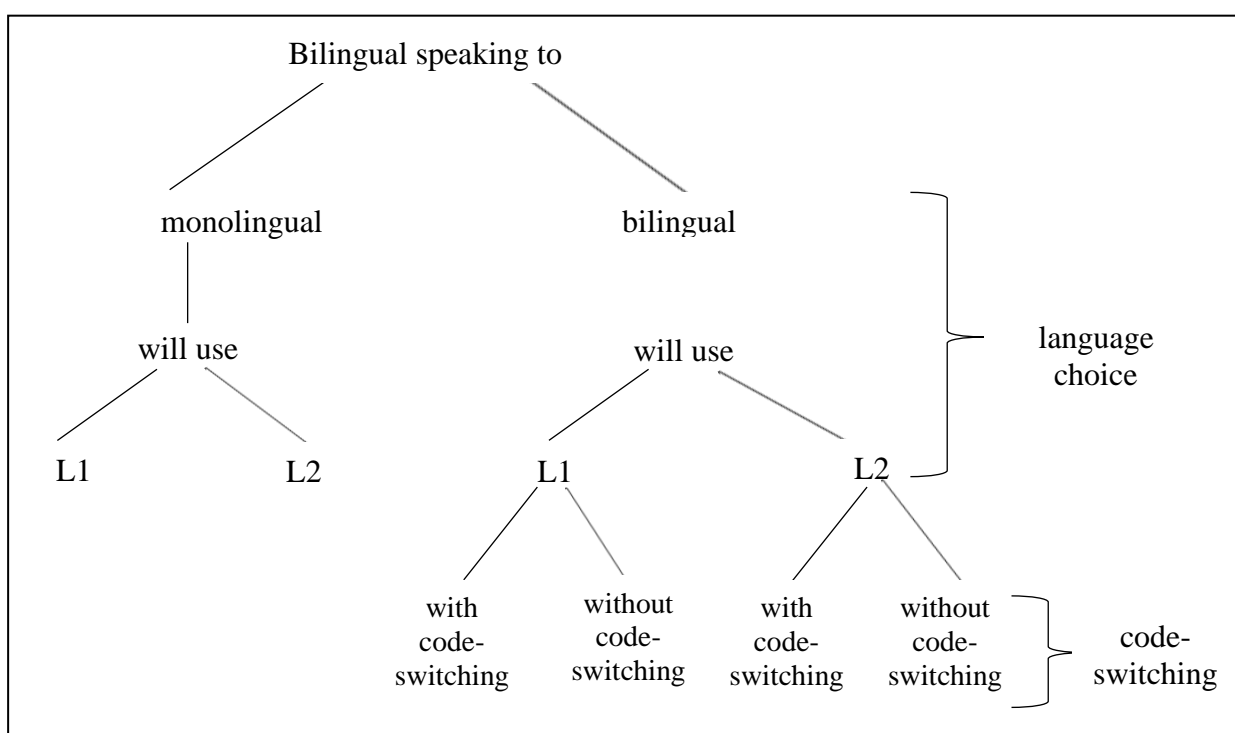 Bilingual speaking to
monolingual
bilingual
will use
will use
language
choice
L1
L2
L1
L2
with
code-
switching
without
code-
switching
with
code-
switching
without
code-
switching
code-
switching